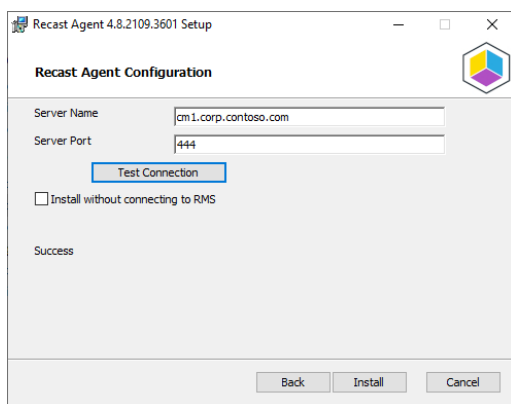 Recast Agent 4.8.2109.3601 Setup
Recast Agent Configuration
Server Name
cm1.corp.contoso.com
Server Port
444
Test Connection
Install without connecting to RMS
Success
Back
Install
Cancel